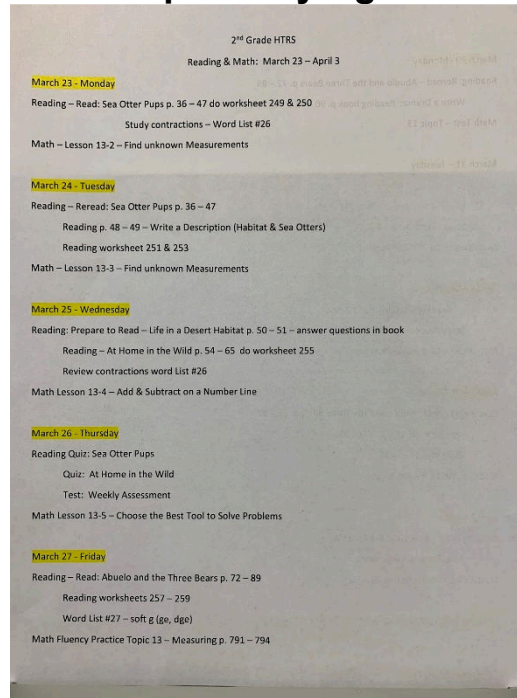 2nd Grade HTRS
Reading & Math: March 23 – April 3
March 23 - Monday
Reading – Read: Sea Otter Pups p. 36 – 47 do worksheet 249 & 250
Study contractions – Word List #26
Math – Lesson 13-2 – Find unknown Measurements
March 24 - Tuesday
Reading – Reread: Sea Otter Pups p. 36 – 47
Reading p. 48 – 49 – Write a Description (Habitat & Sea Otters)
Reading worksheet 251 & 253
Math – Lesson 13-3 – Find unknown Measurements
March 25 - Wednesday
Reading: Prepare to Read – Life in a Desert Habitat p. 50 – 51 – answer questions in book
Reading – At Home in the Wild p. 54 – 65 do worksheet 255
Review contractions word List #26
Math Lesson 13-4 – Add & Subtract on a Number Line
March 26 - Thursday
Reading Quiz: Sea Otter Pups
Quiz: At Home in the Wild
Test: Weekly Assessment
Math Lesson 13-5 – Choose the Best Tool to Solve Problems
March 27 - Friday
Reading – Read: Abuelo and the Three Bears p. 72 – 89
Reading worksheets 257 – 259
Word List #27 – soft g (ge, dge)
Math Fluency Practice Topic 13 – Measuring p. 791 – 794